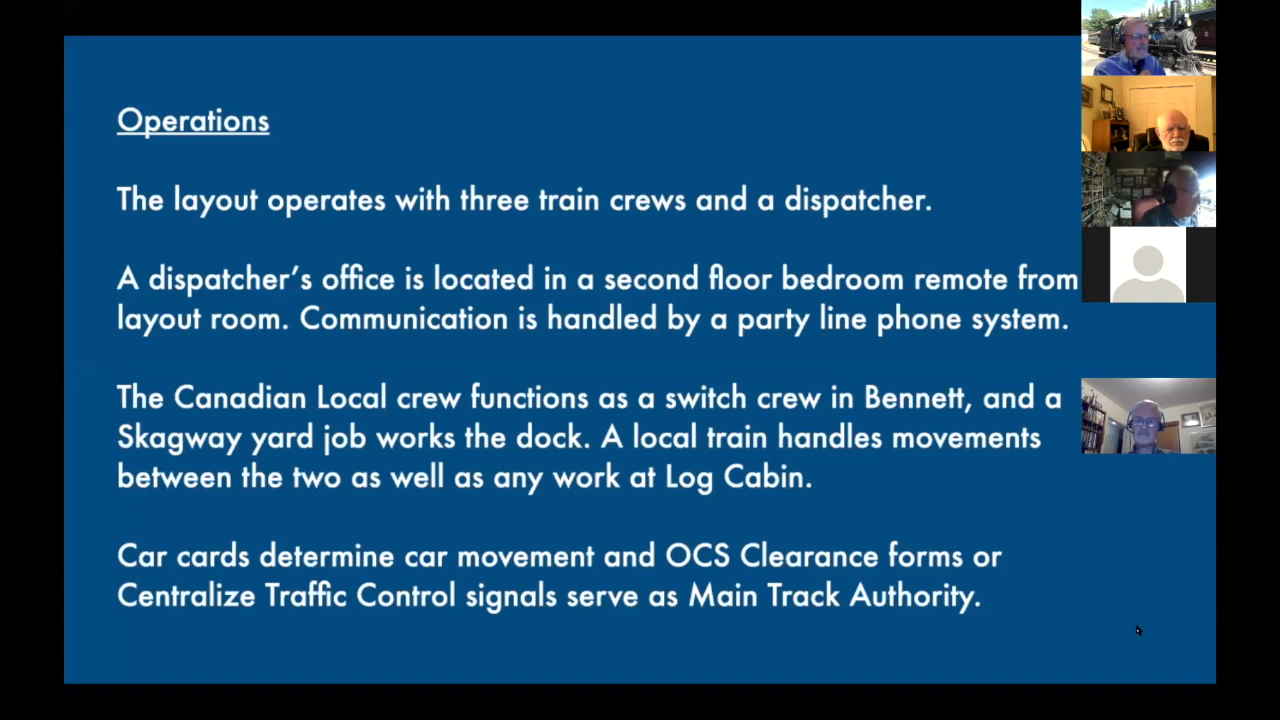 Operations
The layout operates with three train crews and a dispatcher.
A dispatcher's office is located in a second floor bedroom remote from
layout room. Communication is handled by a party line phone system.
The Canadian Local crew functions as a switch crew in Bennett, and a
Skagway yard job works the dock. A local train handles movements
between the two as well as any work at Log Cabin.
Car cards determine car movement and OCS Clearance forms or
Centralize Traffic Control signals serve as Main Track Authority.